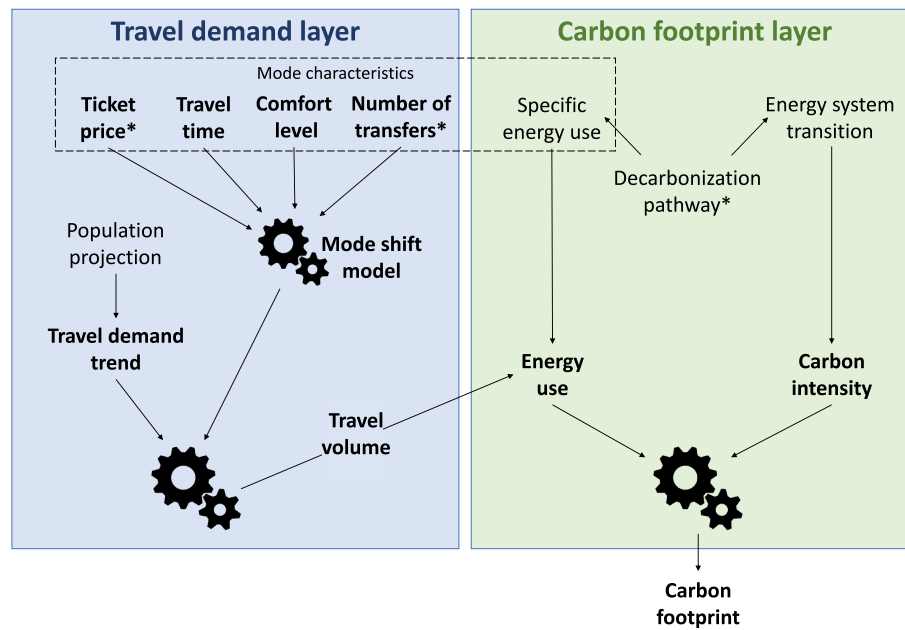 Travel demand layer
Carbon footprint layer
Mode characteristics
Ticket
price*
Travel
time
Comfort
level
Number of
transfers*
Specific
energy use
Energy system
transition
Decarbonization
pathway*
Population
projection
Mode shift
model
Travel demand
trend
Energy
use
Carbon
intensity
Travel
volume
Carbon
footprint